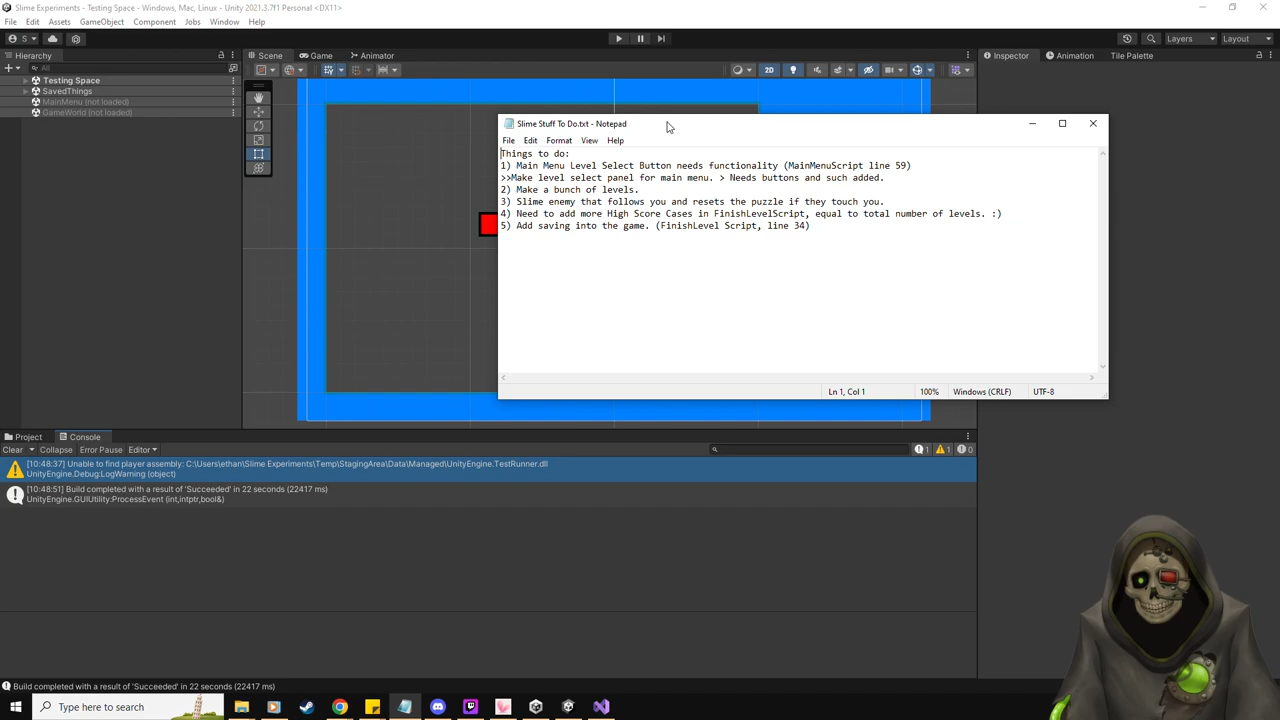 Slime Experiments - Testing Space - Windows, Mac, Linux - Unity 2021.3.7f1 Personal <DX11>
File Edit Assets GameObject Component Jobs Window Help
S
Layers Layout
Hierarchy
All
Testing Space
SavedThings
MainMenu (not loaded)
GameWorld (not loaded)
Scene Game Animator
2D
Inspector Animation Tile Palette
Slime Stuff To Do.txt - Notepad
File Edit Format View Help
Things to do:
1) Main Menu Level Select Button needs functionality (MainMenuScript line 59)
>>Make level select panel for main menu. > Needs buttons and such added.
2) Make a bunch of levels.
3) Slime enemy that follows you and resets the puzzle if they touch you.
4) Need to add more High Score Cases in FinishLevelScript, equal to total number of levels. :)
5) Add saving into the game. (FinishLevel Script, line 34)
Ln 1, Col 1 100% Windows (CRLF) UTF-8
Project Console
Clear Collapse Error Pause Editor 1 1 0
[10:48:37] Unable to find player assembly: C:\Users\ethan\Slime Experiments\Temp\StagingArea\Data\Managed\UnityEngine.TestRunner.dll
UnityEngine.Debug:LogWarning (object)
[10:48:51] Build completed with a result of 'Succeeded' in 22 seconds (22417 ms)
UnityEngine.GUIUtility:ProcessEvent (int,intptr,bool&)
Build completed with a result of 'Succeeded' in 22 seconds (22417 ms)
Type here to search